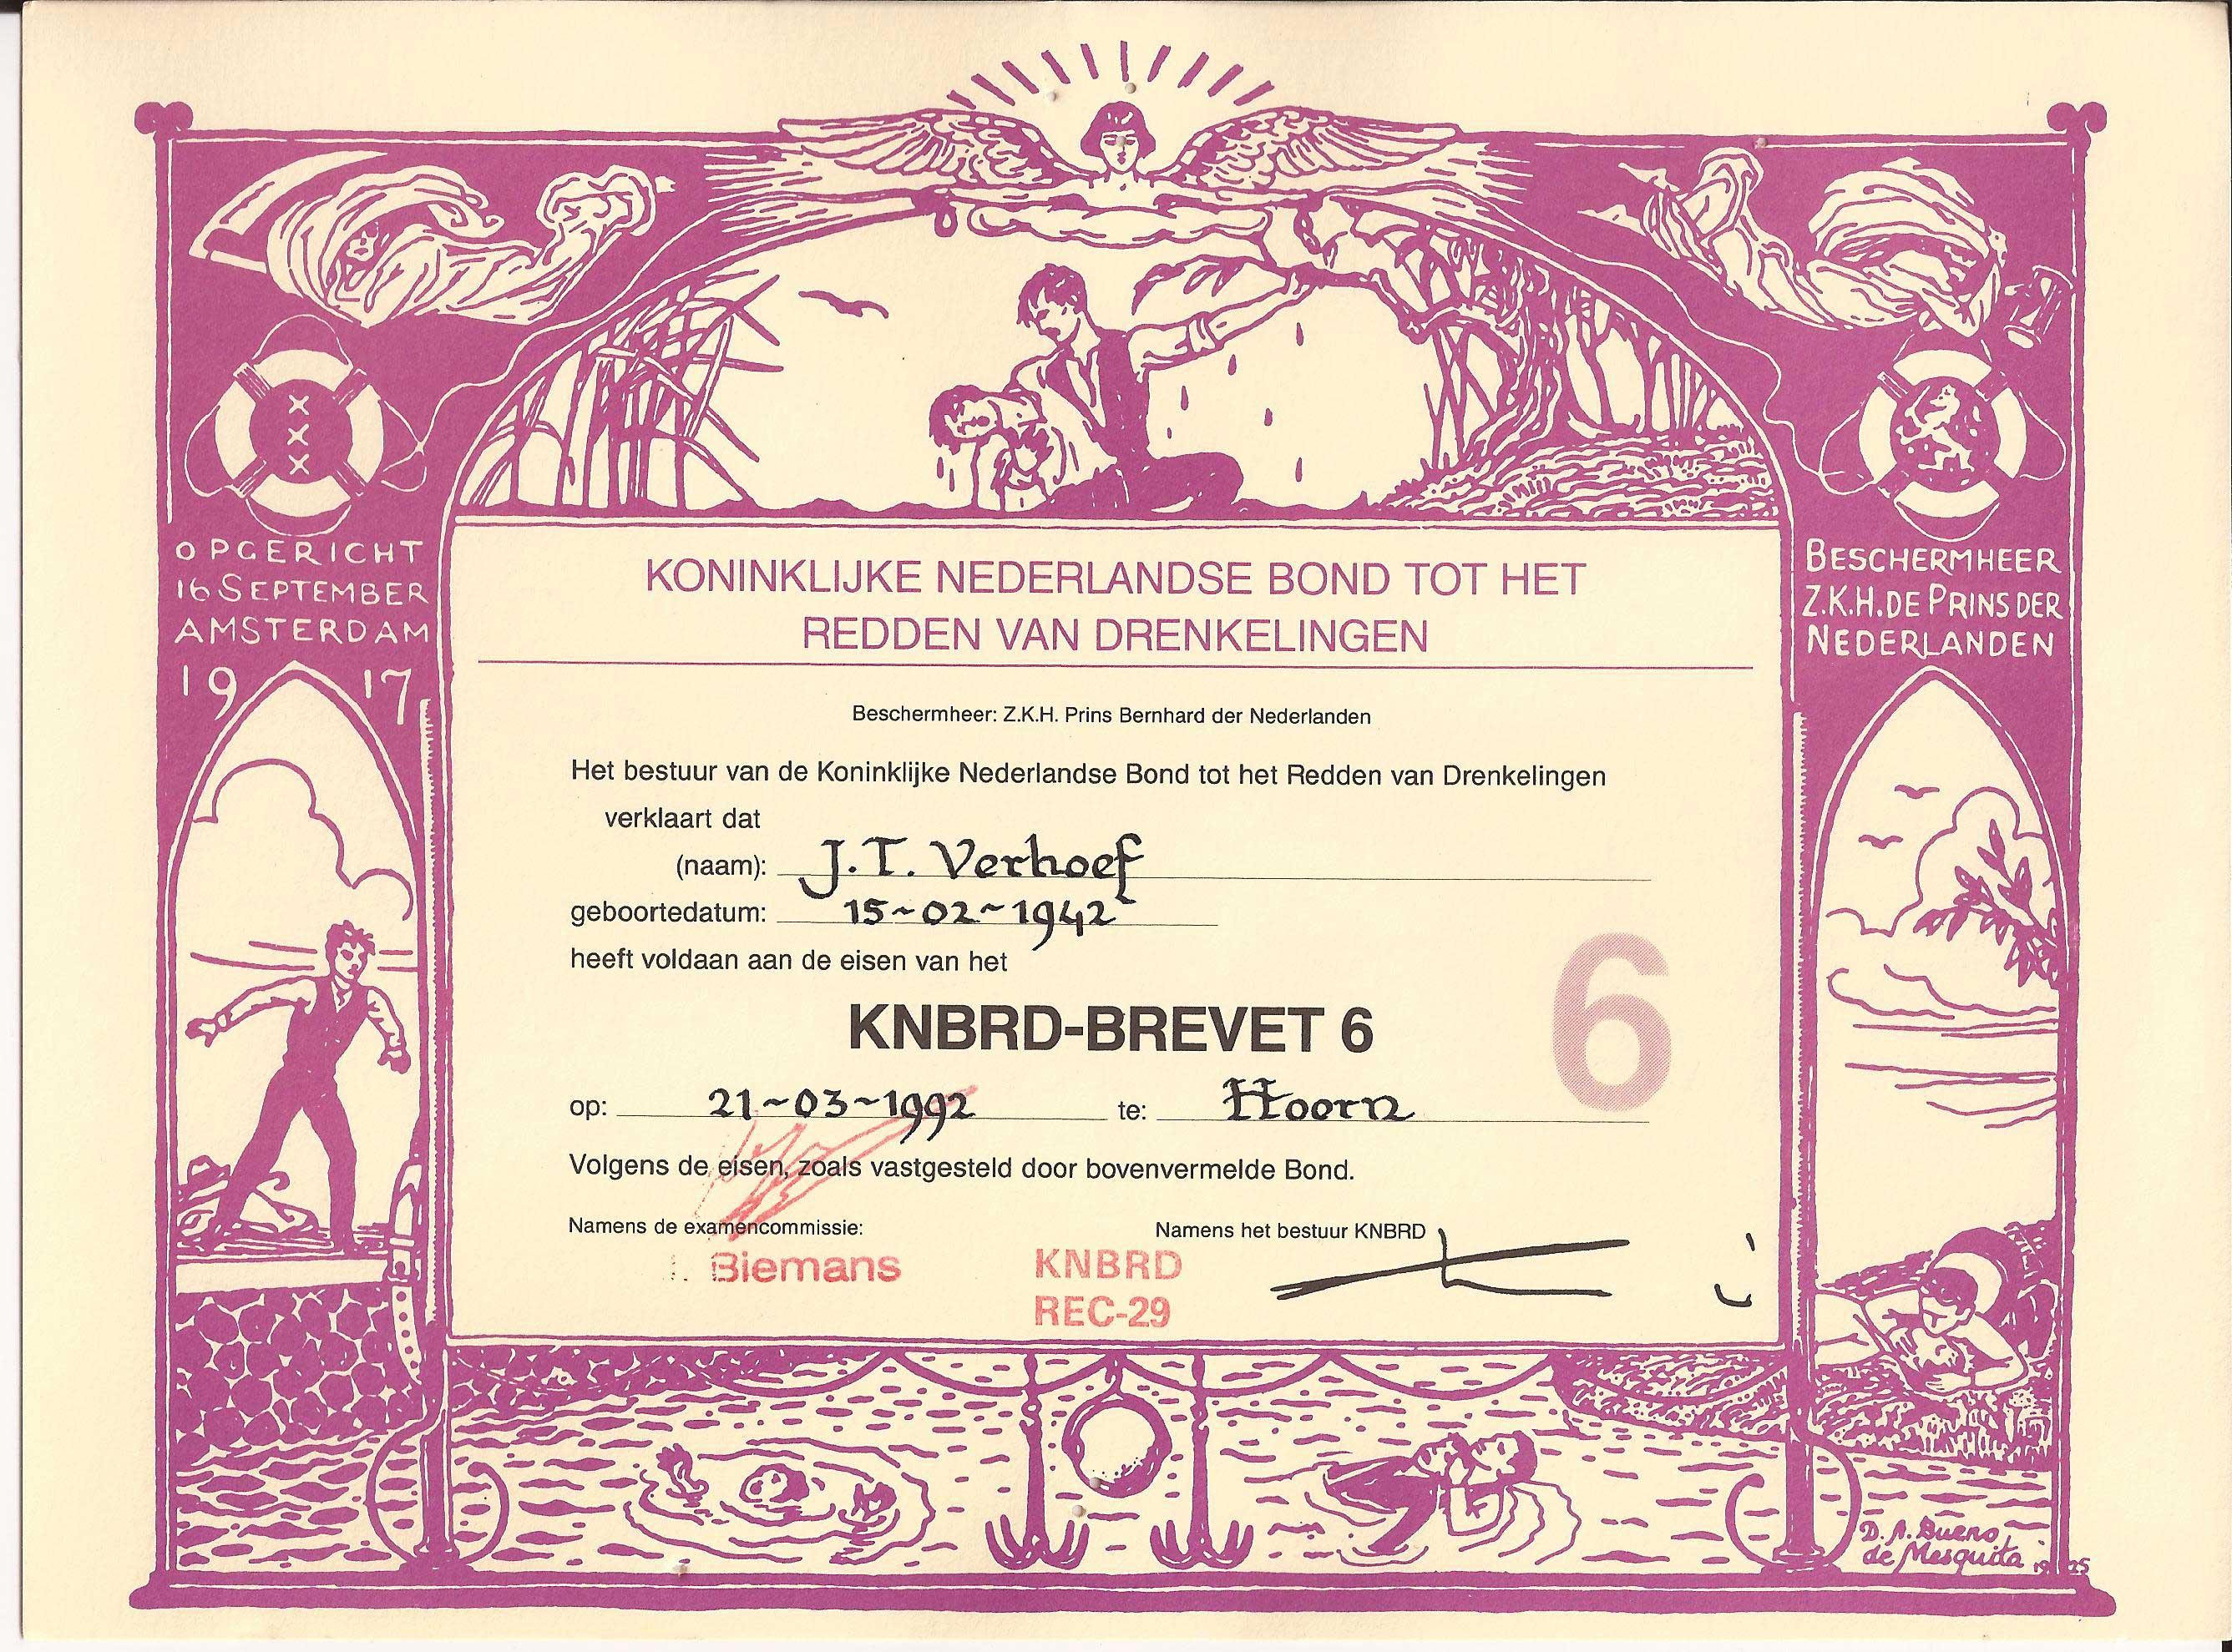 X
X
X
OPGERICHT
16 SEPTEMBER
AMSTERDAM
19 17
BESCHERMHEER
Z.K.H. DE PRINS DER
NEDERLANDEN
KONINKLIJKE NEDERLANDSE BOND TOT HET
REDDEN VAN DRENKELINGEN
Beschermheer: Z.K.H. Prins Bernhard der Nederlanden
Het bestuur van de Koninklijke Nederlandse Bond tot het Redden van Drenkelingen
verklaart dat
(naam): J.T. Verhoef
geboortedatum: 15-02-1942
heeft voldaan aan de eisen van het
KNBRD-BREVET 6
6
op: 21-03-1992 te: Hoorn
Volgens de eisen, zoals vastgesteld door bovenvermelde Bond.
Namens de examencommissie: Namens het bestuur KNBRD
Biemans KNBRD
REC-29
D. A. Bueno
de Mesquita